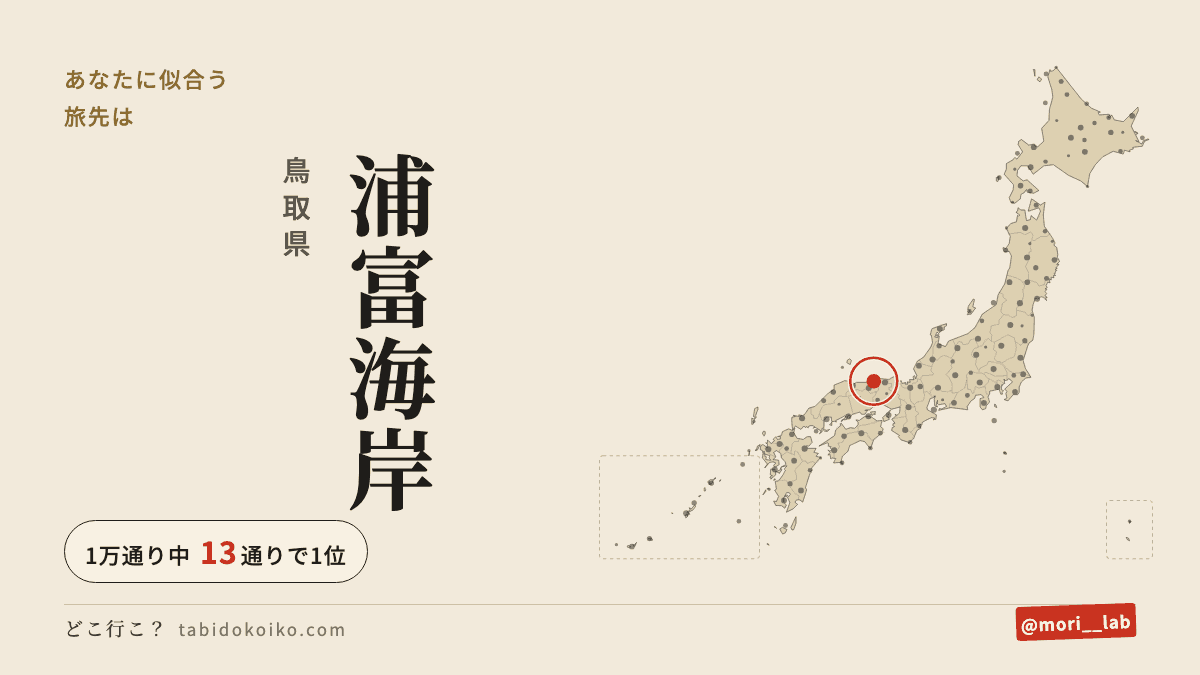 あなたに似合う
旅先は
浦富海岸
鳥取県
1万通り中 13通りで1位
どこ行こ？ tabidokoiko.com
@mori__lab